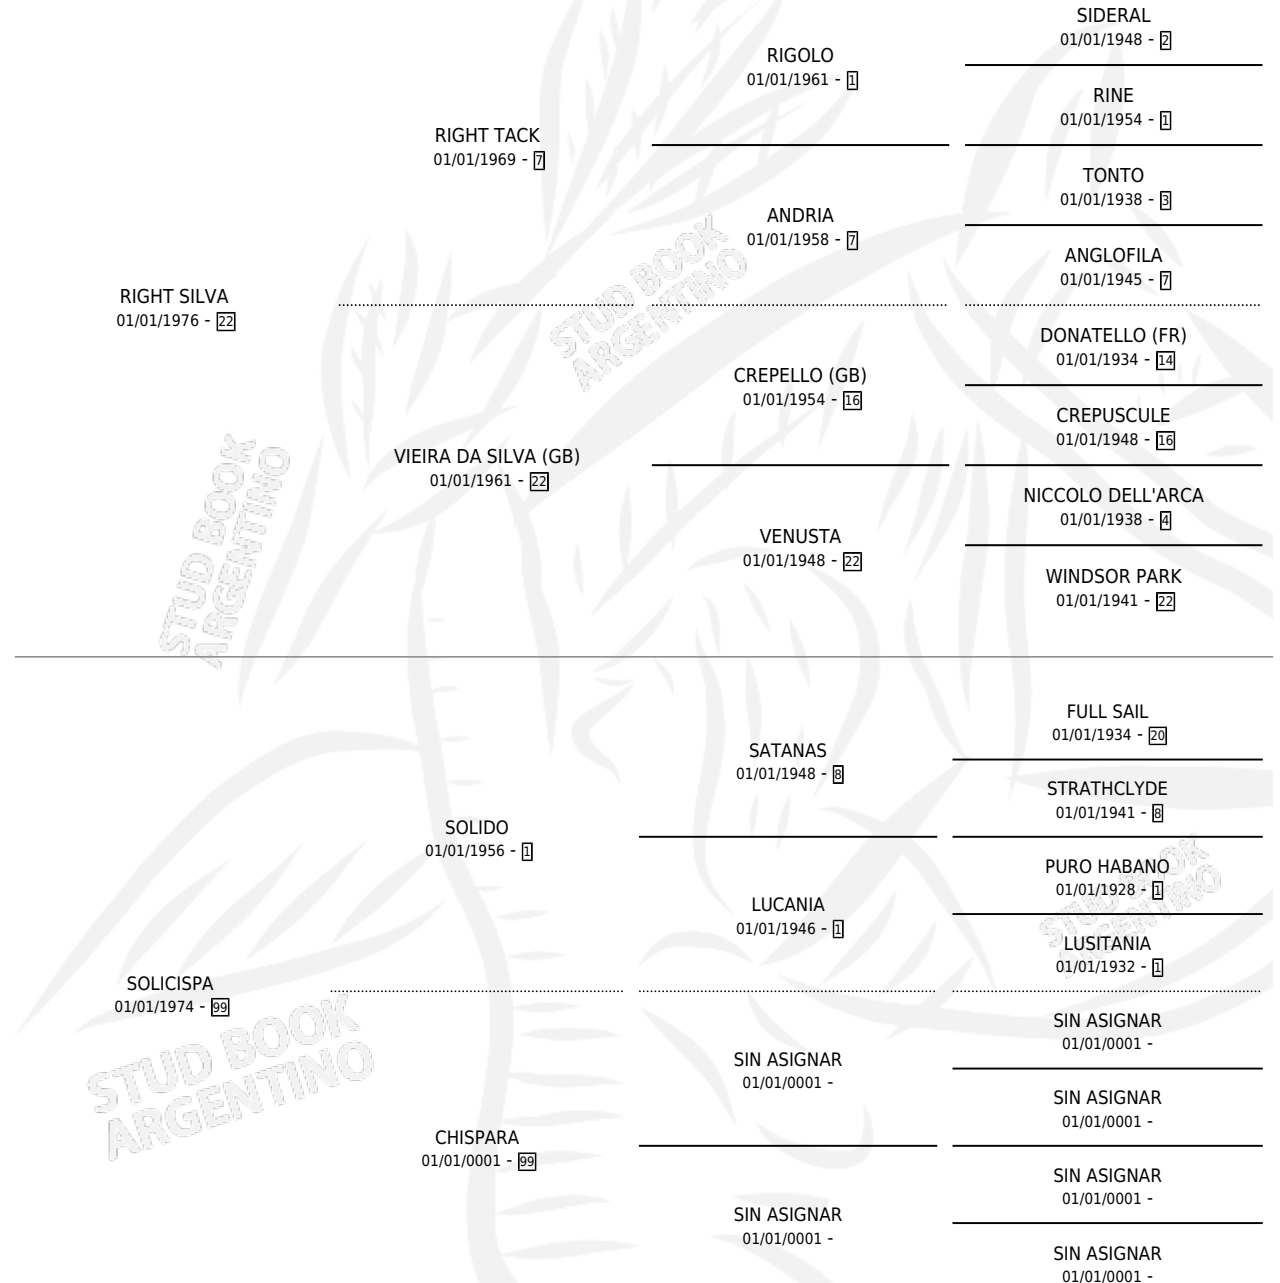 SIDERAL
01/01/1948 - 2
RIGOLO
01/01/1961 - 1
RINE
01/01/1954 - 1
RIGHT TACK
01/01/1969 - 7
TONTO
01/01/1938 - 3
ANDRIA
01/01/1958 - 7
ANGLOFILA
01/01/1945 - 7
RIGHT SILVA
01/01/1976 - 22
DONATELLO (FR)
01/01/1934 - 14
CREPELLO (GB)
01/01/1954 - 16
CREPUSCULE
01/01/1948 - 16
VIEIRA DA SILVA (GB)
01/01/1961 - 22
NICCOLO DELL'ARCA
01/01/1938 - 4
VENUSTA
01/01/1948 - 22
WINDSOR PARK
01/01/1941 - 22
FULL SAIL
01/01/1934 - 20
SATANAS
01/01/1948 - 8
STRATHCLYDE
01/01/1941 - 8
SOLIDO
01/01/1956 - 1
PURO HABANO
01/01/1928 - 1
LUCANIA
01/01/1946 - 1
LUSITANIA
01/01/1932 - 1
SOLICISPA
01/01/1974 - 99
SIN ASIGNAR
01/01/0001 -
SIN ASIGNAR
01/01/0001 -
SIN ASIGNAR
01/01/0001 -
CHISPARA
01/01/0001 - 99
SIN ASIGNAR
01/01/0001 -
SIN ASIGNAR
01/01/0001 -
SIN ASIGNAR
01/01/0001 -
STUD BOOK
ARGENTINO
STUD BOOK
ARGENTINO
STUD BOOK
ARGENTINO
STUD BOOK
ARGENTINO